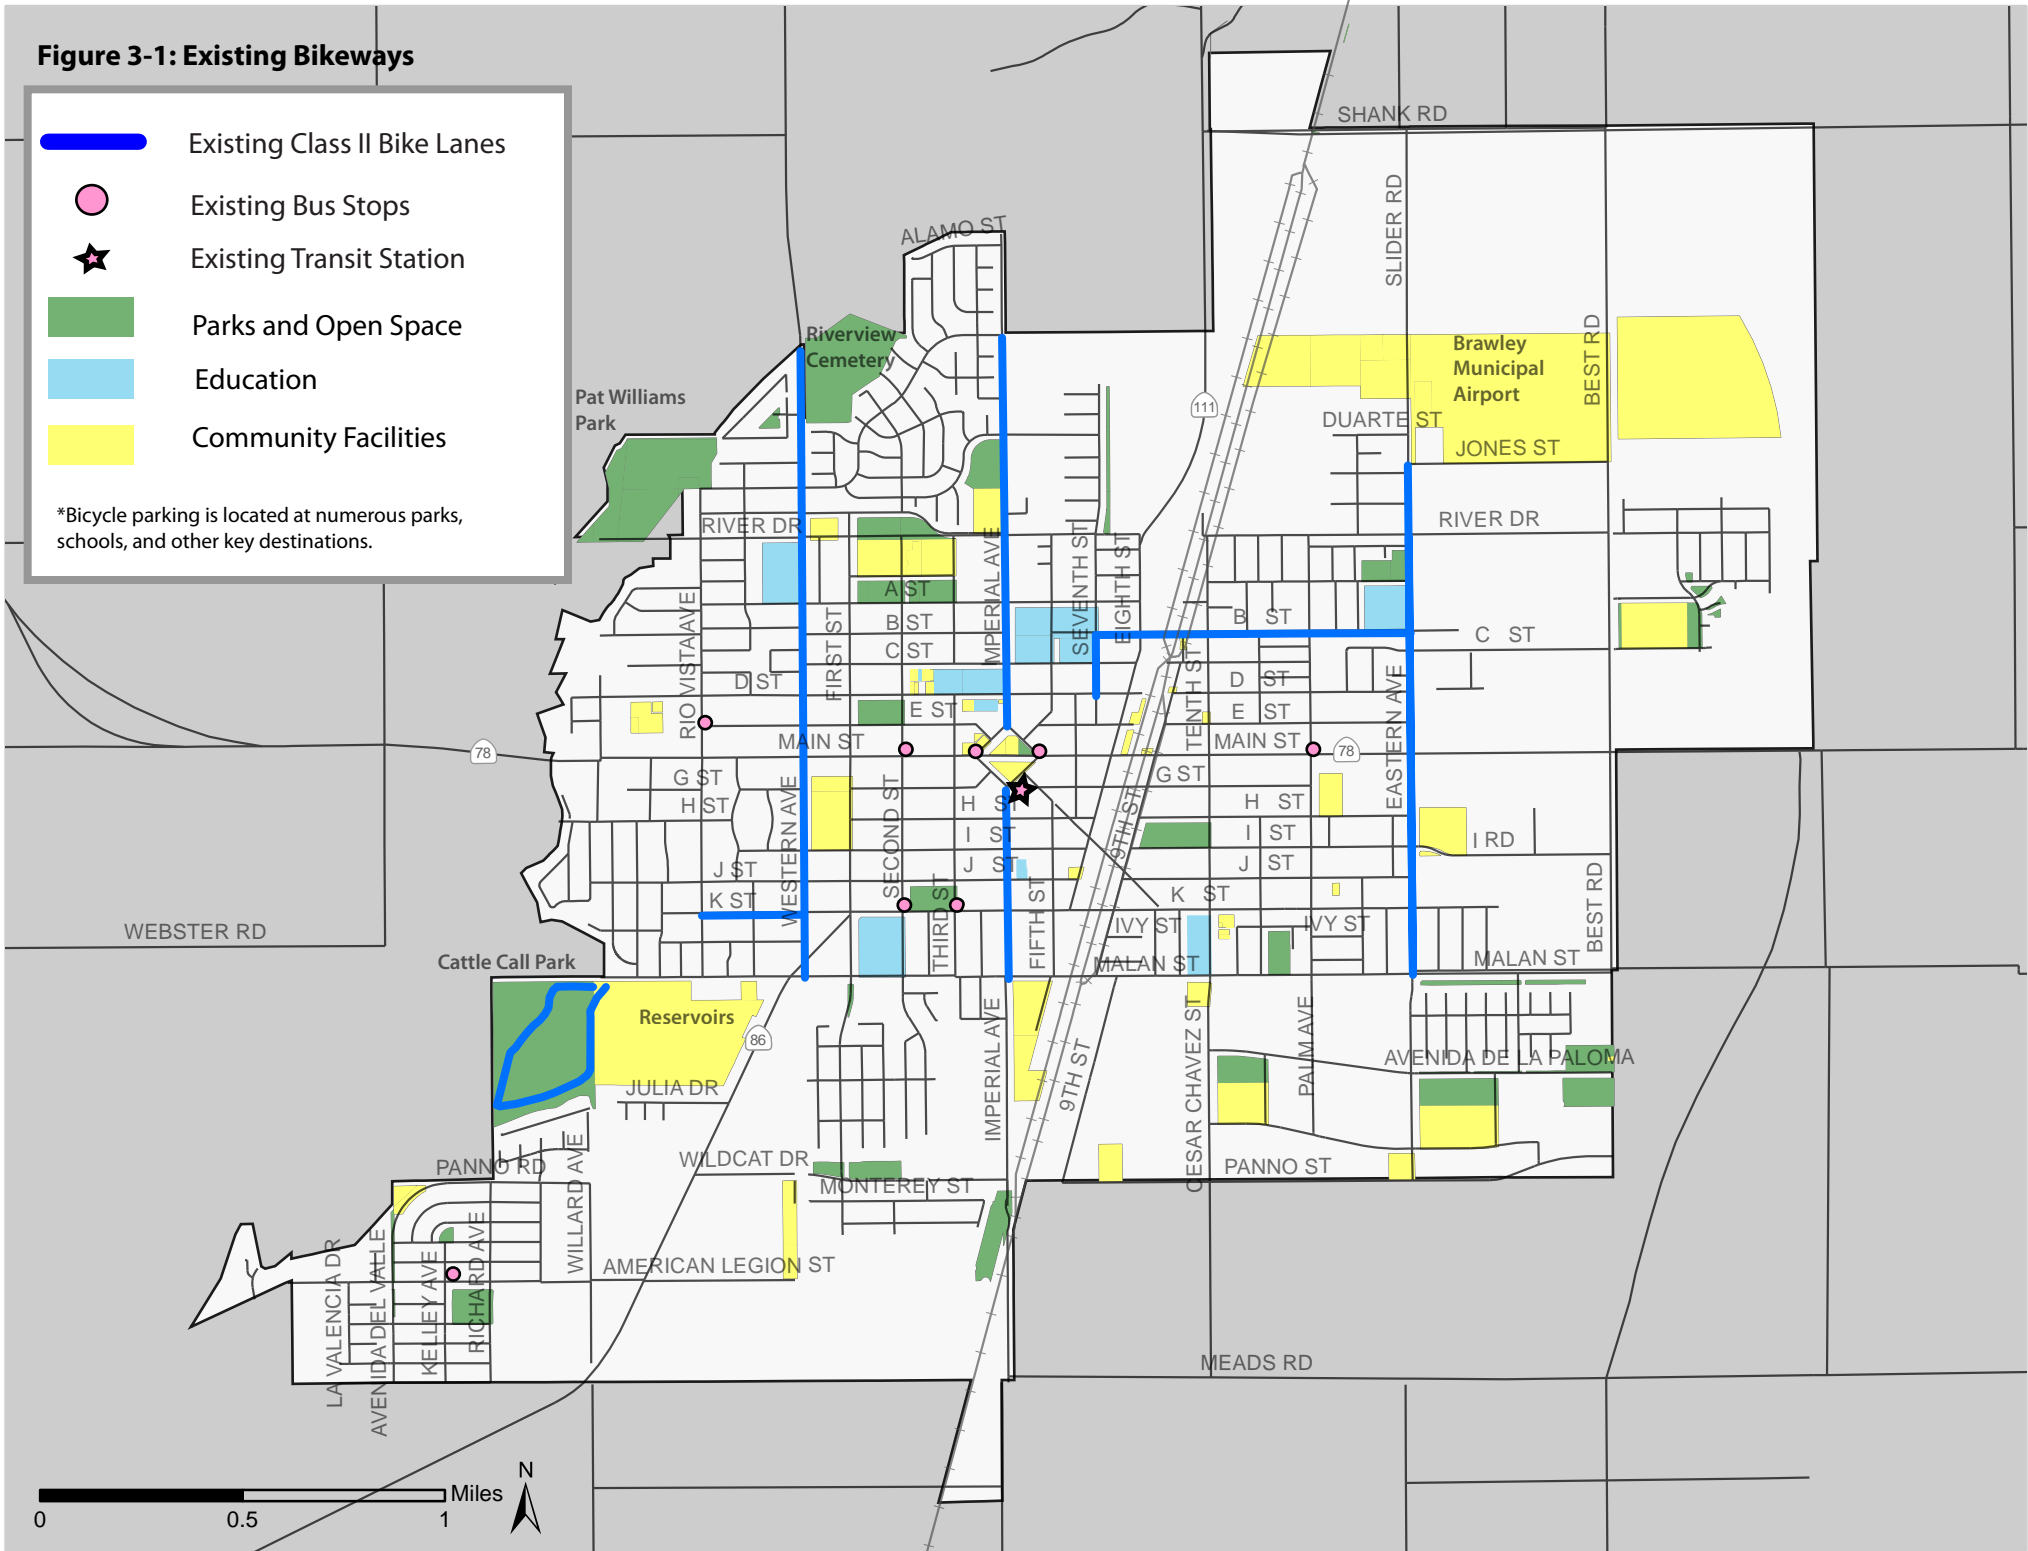 Figure 3-1: Existing Bikeways
Existing Class II Bike Lanes
Existing Bus Stops
Existing Transit Station
Parks and Open Space
Education
Community Facilities
*Bicycle parking is located at numerous parks,
schools, and other key destinations.
SHANK RD
SLIDER RD
ALAMO ST
Riverview
Cemetery
Pat Williams
Park
Brawley
Municipal
Airport
BEST RD
111
DUARTE ST
JONES ST
RIVER DR
RIVER DR
IMPERIAL AVE
SEVENTH ST
EIGHTH ST
A ST
B ST
B ST
C ST
C ST
RIO VISTA AVE
FIRST ST
D ST
D ST
TENTH ST
EASTERN AVE
E ST
E ST
MAIN ST
MAIN ST
78
78
G ST
G ST
H ST
H ST
H ST
WESTERN AVE
SECOND ST
9TH ST
I ST
I ST
I RD
J ST
J ST
J ST
K ST
K ST
THIRD ST
FIFTH ST
IVY ST
IVY ST
BEST RD
WEBSTER RD
Cattle Call Park
MALAN ST
MALAN ST
Reservoirs
86
IMPERIAL AVE
9TH ST
CESAR CHAVEZ ST
PALM AVE
AVENIDA DE LA PALOMA
JULIA DR
WILLARD AVE
PANNO RD
WILDCAT DR
PANNO ST
MONTEREY ST
LA VALENCIA DR
AVENIDA DEL VALLE
KELLEY AVE
RICHARD AVE
AMERICAN LEGION ST
MEADS RD
N
Miles
0
0.5
1